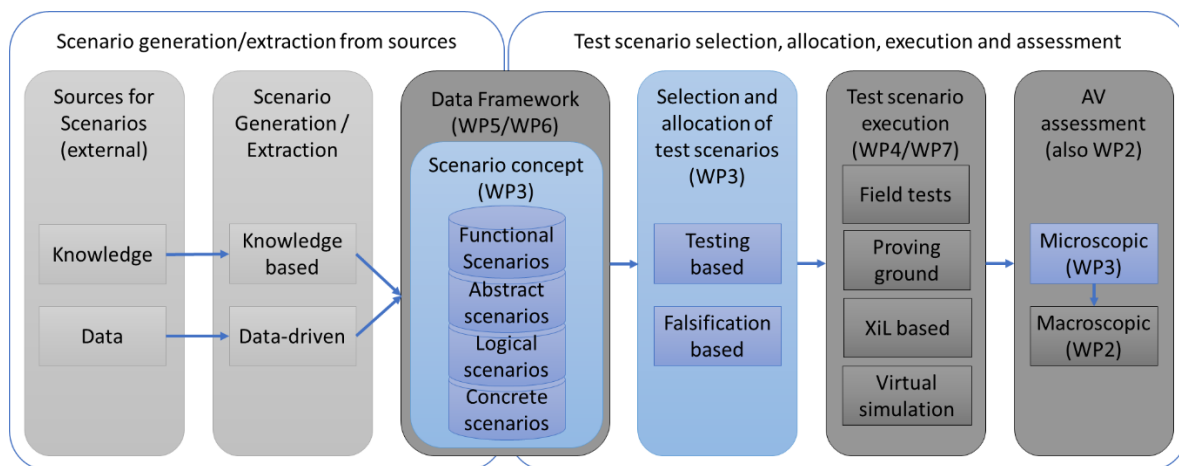 Scenario generation/extraction from sources
Test scenario selection, allocation, execution and assessment
Sources for
Scenarios
(external)
Knowledge
Data
Scenario
Generation /
Extraction
Knowledge
based
Data-driven
Data Framework
(WP5/WP6)
Scenario concept
(WP3)
Functional
Scenarios
Abstract
scenarios
Logical
scenarios
Concrete
scenarios
Selection and
allocation of
test scenarios
(WP3)
Testing
based
Falsification
based
Test scenario
execution
(WP4/WP7)
Field tests
Proving
ground
XiL based
Virtual
simulation
AV
assessment
(also WP2)
Microscopic
(WP3)
Macroscopic
(WP2)